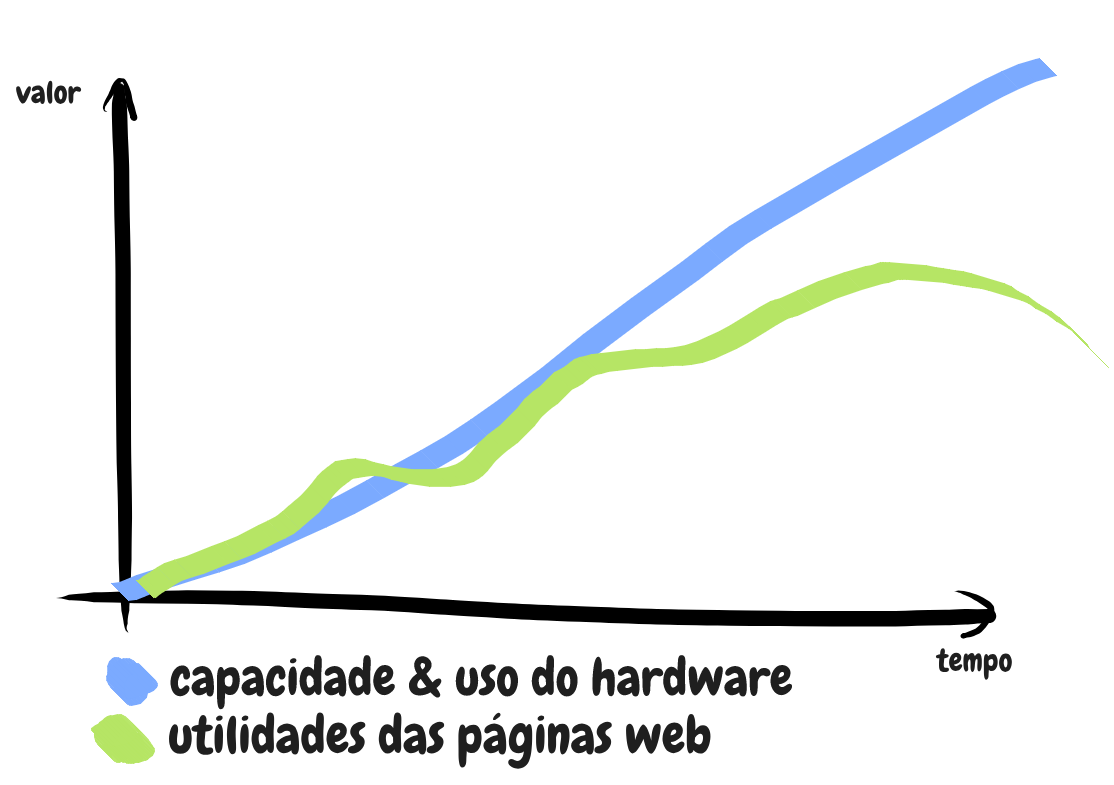 valor
tempo
capacidade & uso do hardware
utilidades das páginas web